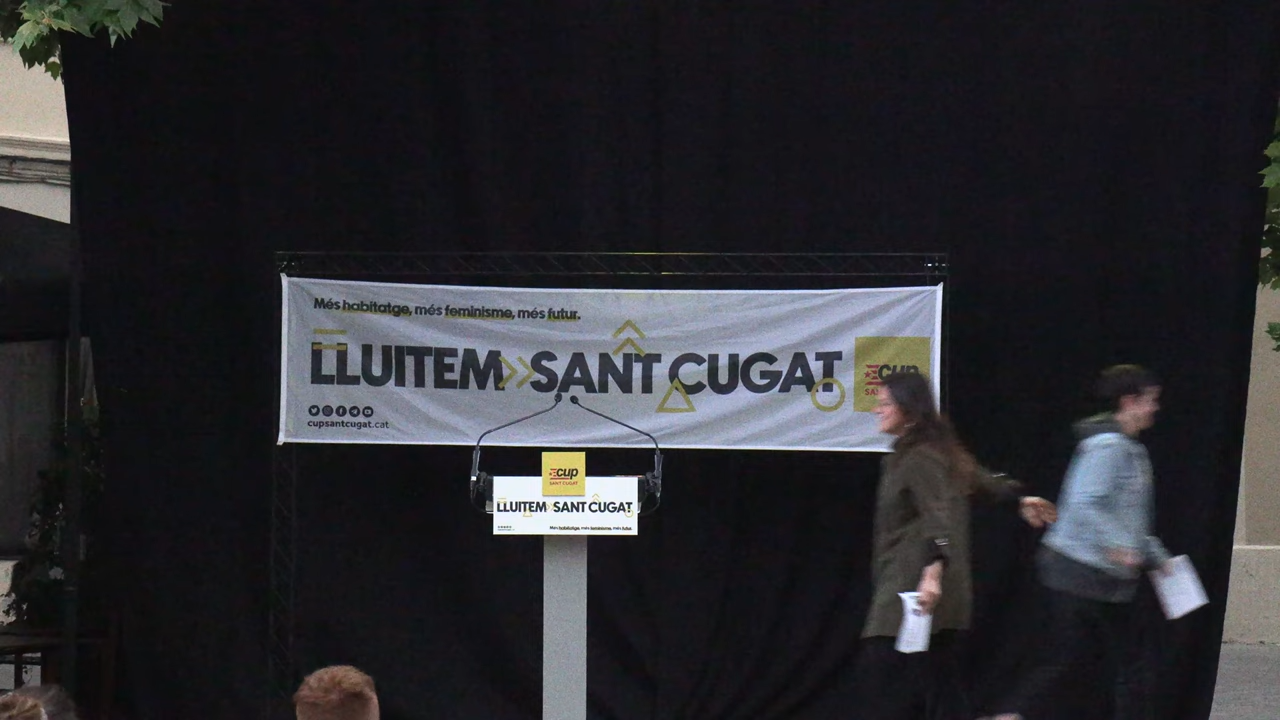 Més habitatge, més feminisme, més futur.
LLUITEM >> SANT CUGAT
cup
cupsantcugat.cat
cup
SANT CUGAT
LLUITEM SANT CUGAT
Més habitatge, més feminisme, més futur.